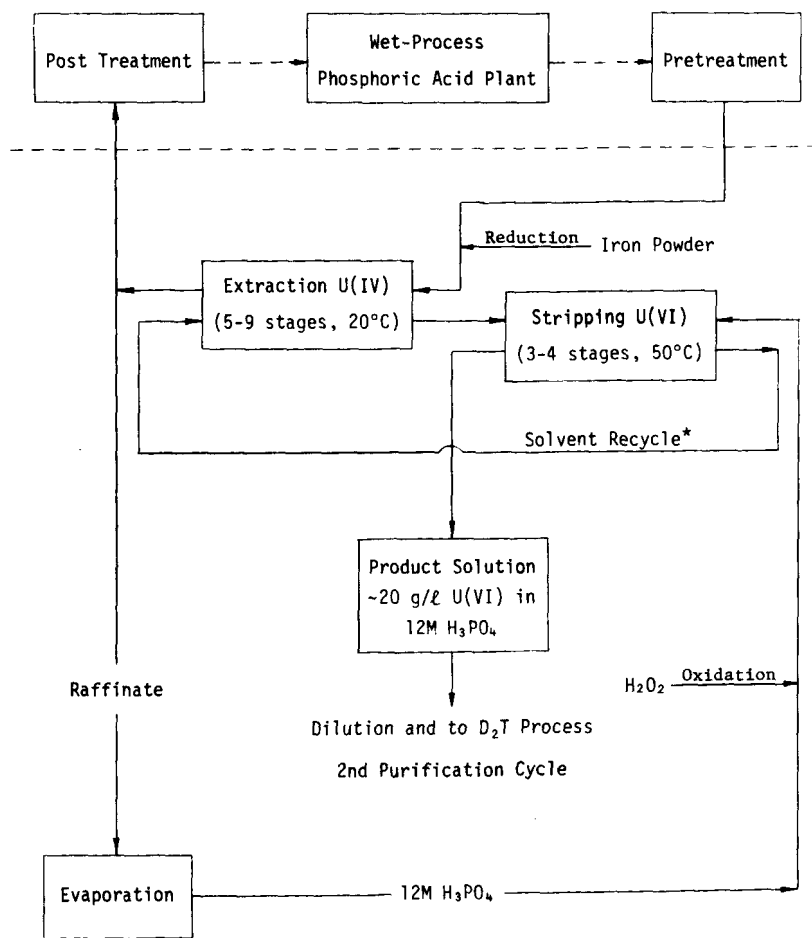 Post Treatment
Wet-Process
Phosphoric Acid Plant
Pretreatment
Reduction
Iron Powder
Extraction U(IV)
(5-9 stages, 20°C)
Stripping U(VI)
(3-4 stages, 50°C)
Solvent Recycle*
Product Solution
~20 g/ℓ U(VI) in
12M H₃PO₄
Raffinate
H₂O₂ Oxidation
Dilution and to D₂T Process
2nd Purification Cycle
Evaporation
12M H₃PO₄